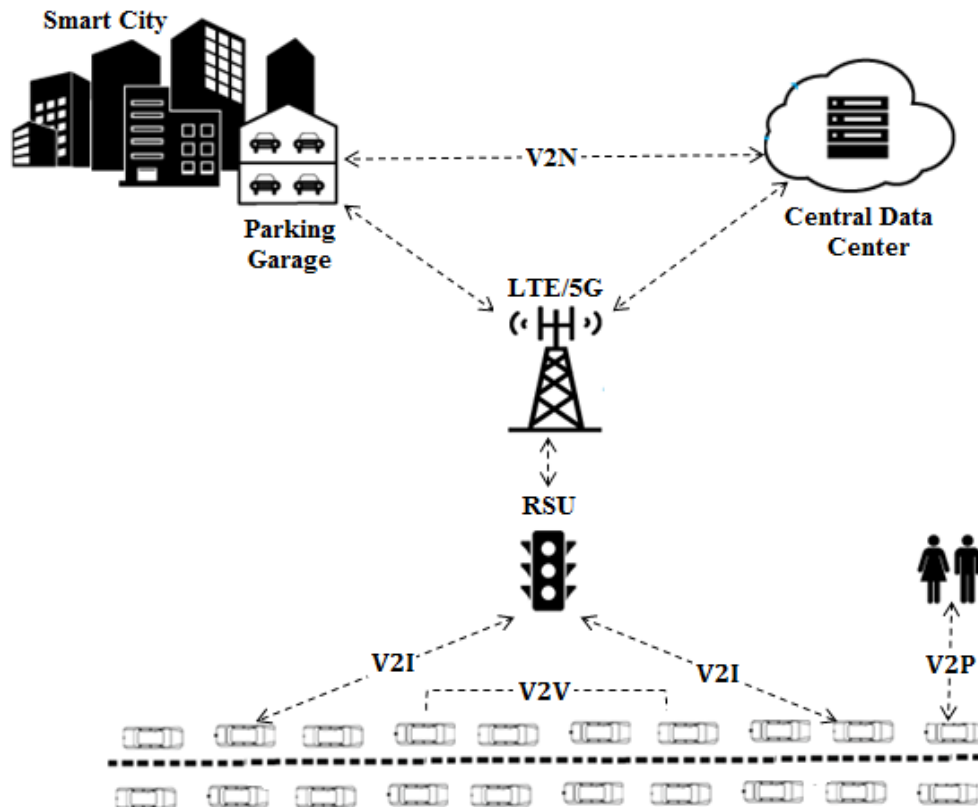 Smart City
V2N
Parking
Garage
Central Data
Center
LTE/5G
RSU
V2I
V2V
V2I
V2P